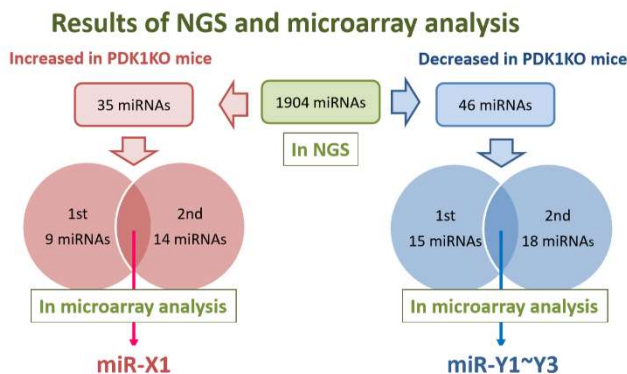 Results of NGS and microarray analysis
Increased in PDK1KO mice
Decreased in PDK1KO mice
35 miRNAs
1904 miRNAs
46 miRNAs
In NGS
1st
9 miRNAs
2nd
14 miRNAs
1st
15 miRNAs
2nd
18 miRNAs
In microarray analysis
In microarray analysis
miR-X1
miR-Y1~Y3